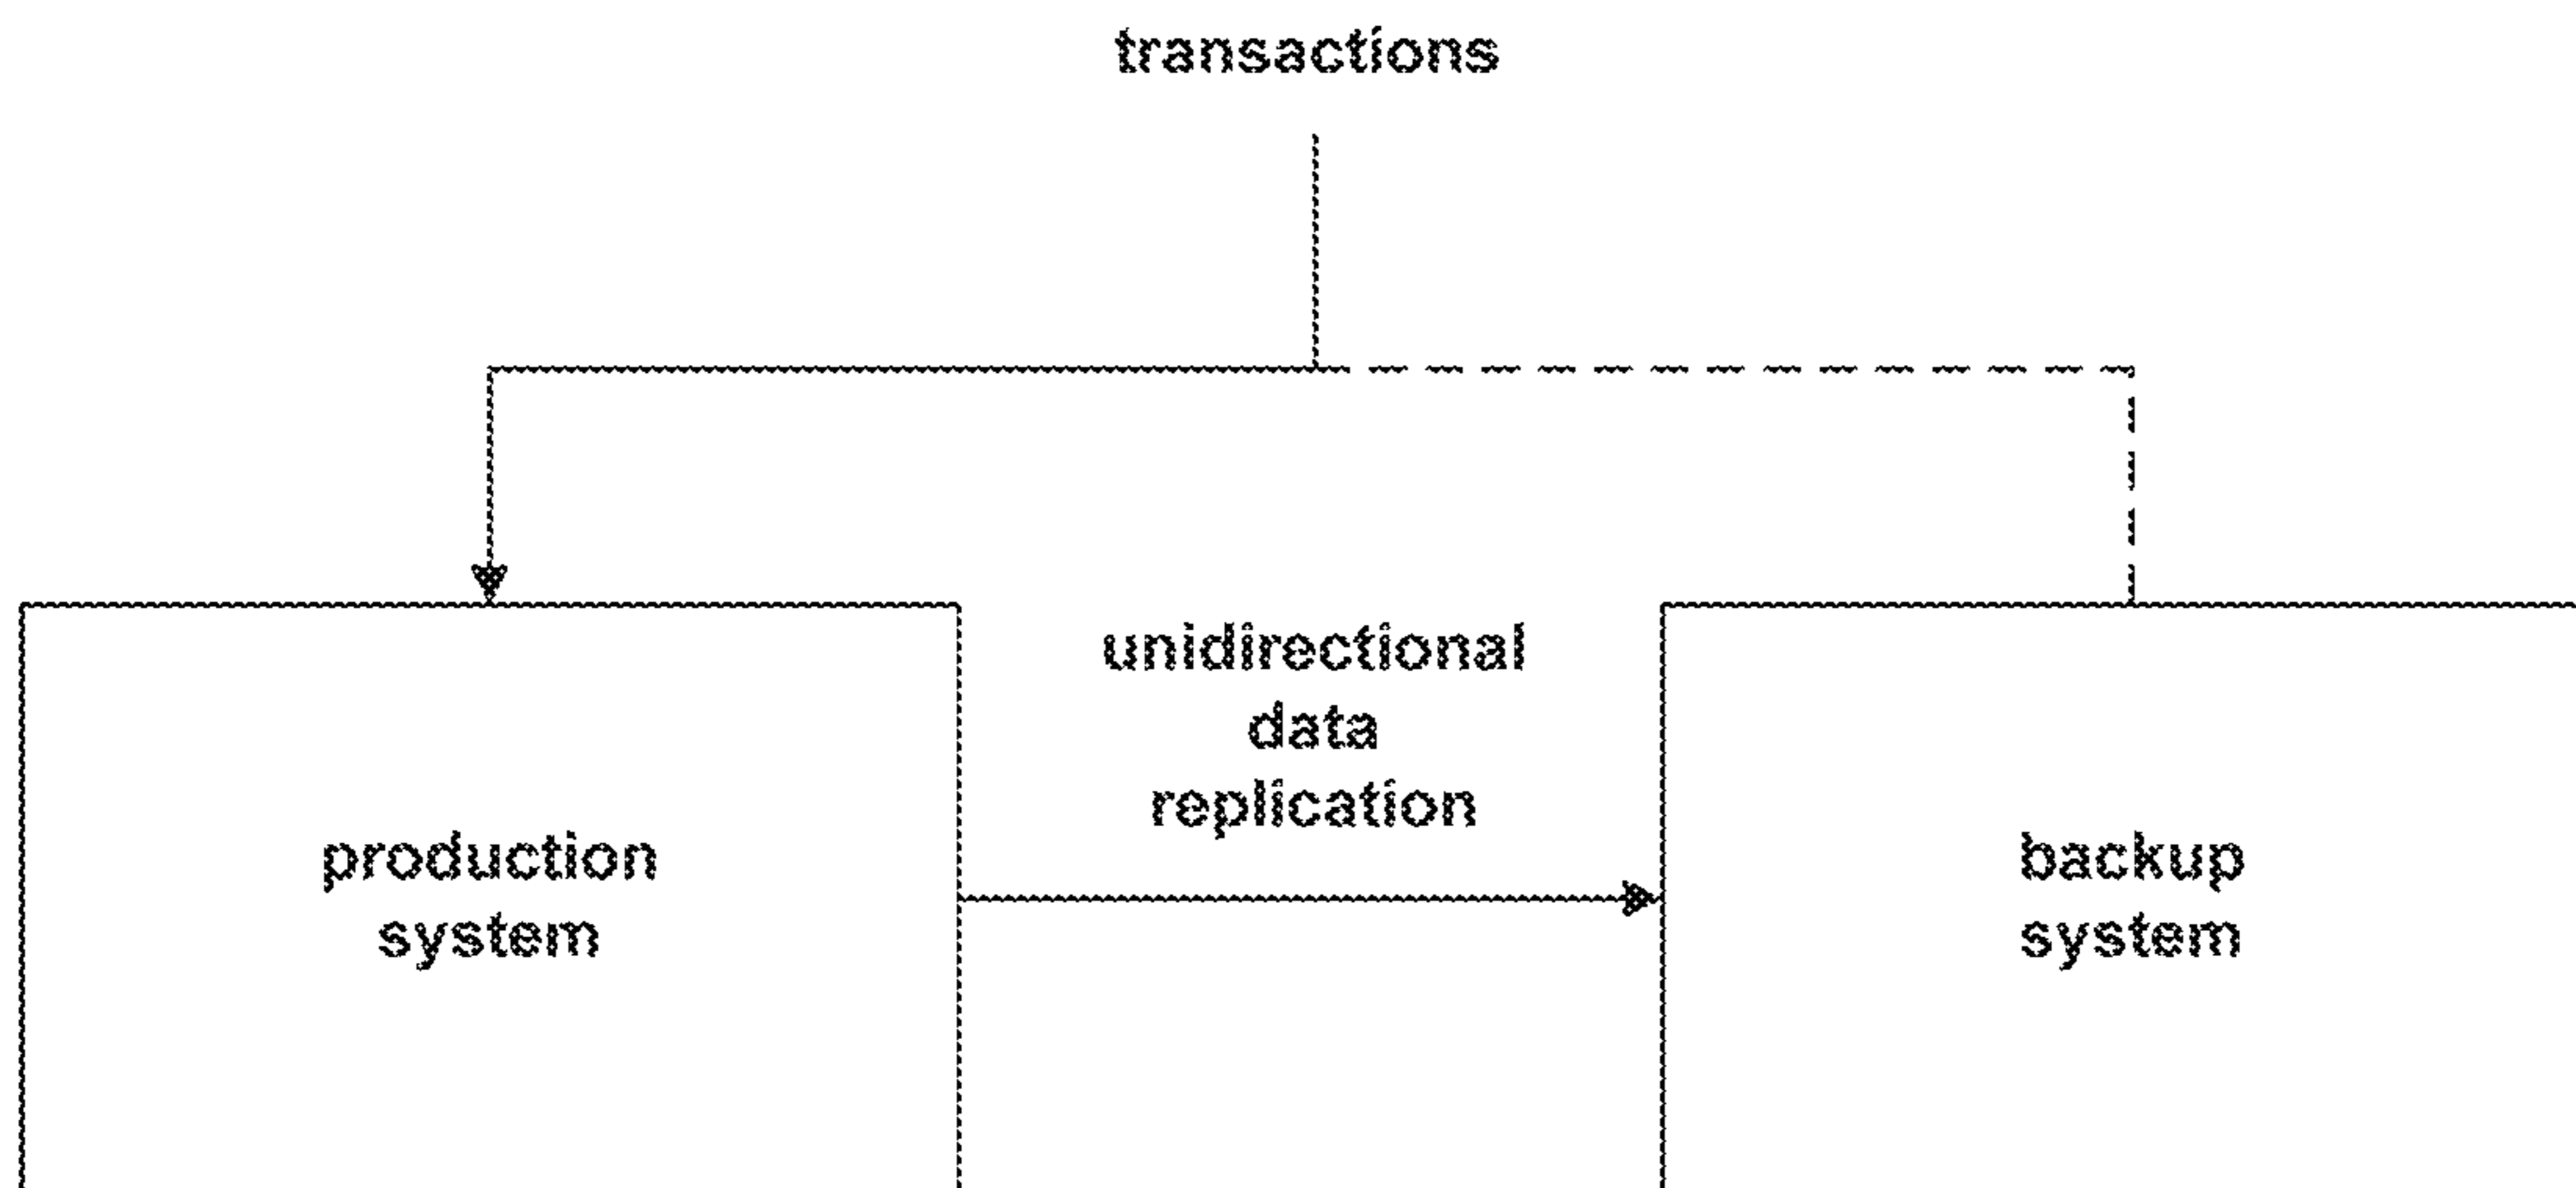 transactions
unidirectional
data
replication
production
system
backup
system